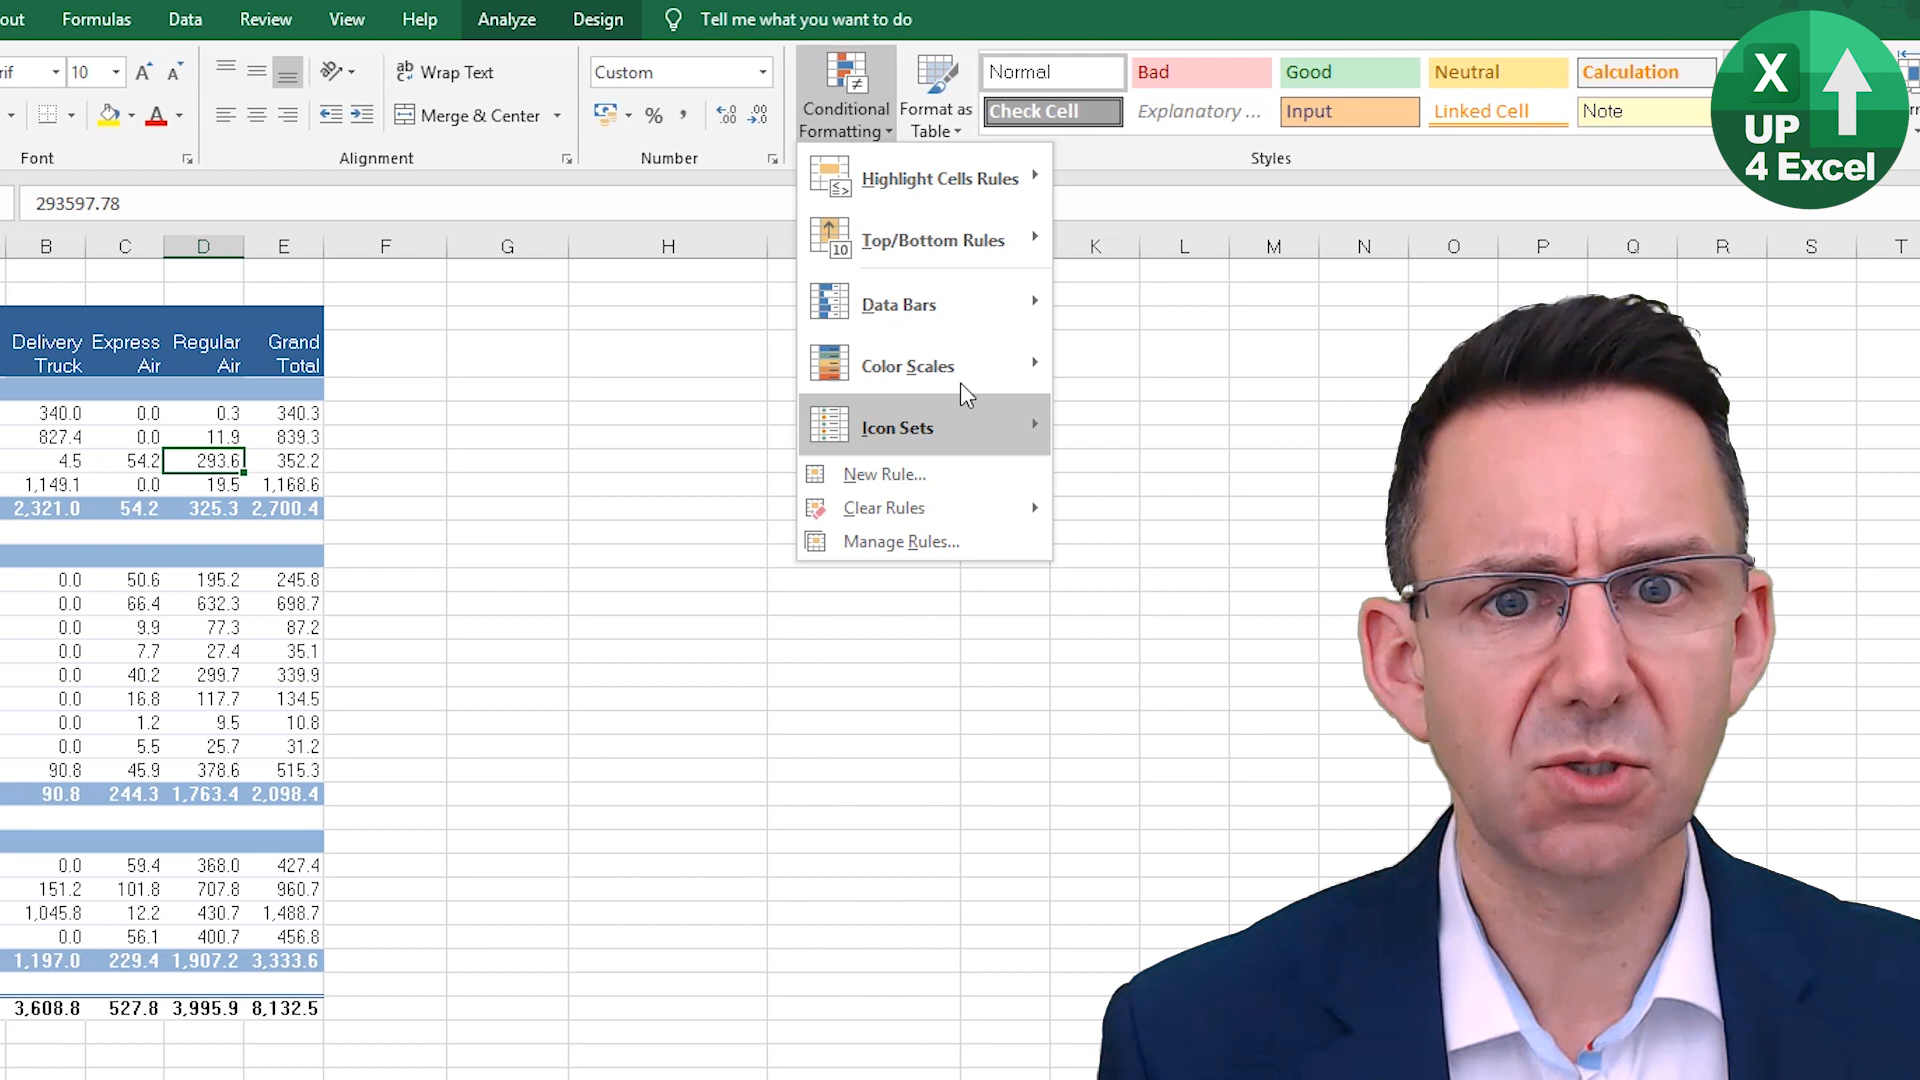 out Formulas Data Review View Help Analyze Design Tell me what you want to do
rif 10 A A ab Wrap Text Custom Conditional Formatting Format as Table Normal Bad Good Neutral Calculation
A Merge & Center % , Check Cell Explanatory ... Input Linked Cell Note
Font Alignment Number Styles
X
UP
4 Excel
293597.78
B C D E F G H K L M N O P Q R S T
Highlight Cells Rules
Top/Bottom Rules
Data Bars
Color Scales
Icon Sets
New Rule...
Clear Rules
Manage Rules...
Delivery Express Regular Grand
Truck Air Air Total
340.0 0.0 0.3 340.3
827.4 0.0 11.9 839.3
4.5 54.2 293.6 352.2
1,149.1 0.0 19.5 1,168.6
2,321.0 54.2 325.3 2,700.4
0.0 50.6 195.2 245.8
0.0 66.4 632.3 698.7
0.0 9.9 77.3 87.2
0.0 7.7 27.4 35.1
0.0 40.2 299.7 339.9
0.0 16.8 117.7 134.5
0.0 1.2 9.5 10.8
0.0 5.5 25.7 31.2
90.8 45.9 378.6 515.3
90.8 244.3 1,763.4 2,098.4
0.0 59.4 368.0 427.4
151.2 101.8 707.8 960.7
1,045.8 12.2 430.7 1,488.7
0.0 56.1 400.7 456.8
1,197.0 229.4 1,907.2 3,333.6
3,608.8 527.8 3,995.9 8,132.5